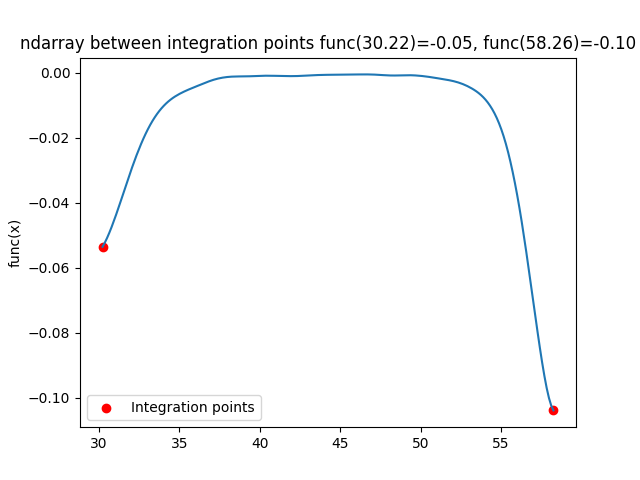 ndarray between integration points func(30.22)=-0.05, func(58.26)=-0.10
func(x)
0.00
−0.02
−0.04
−0.06
−0.08
−0.10
Integration points
30 35 40 45 50 55